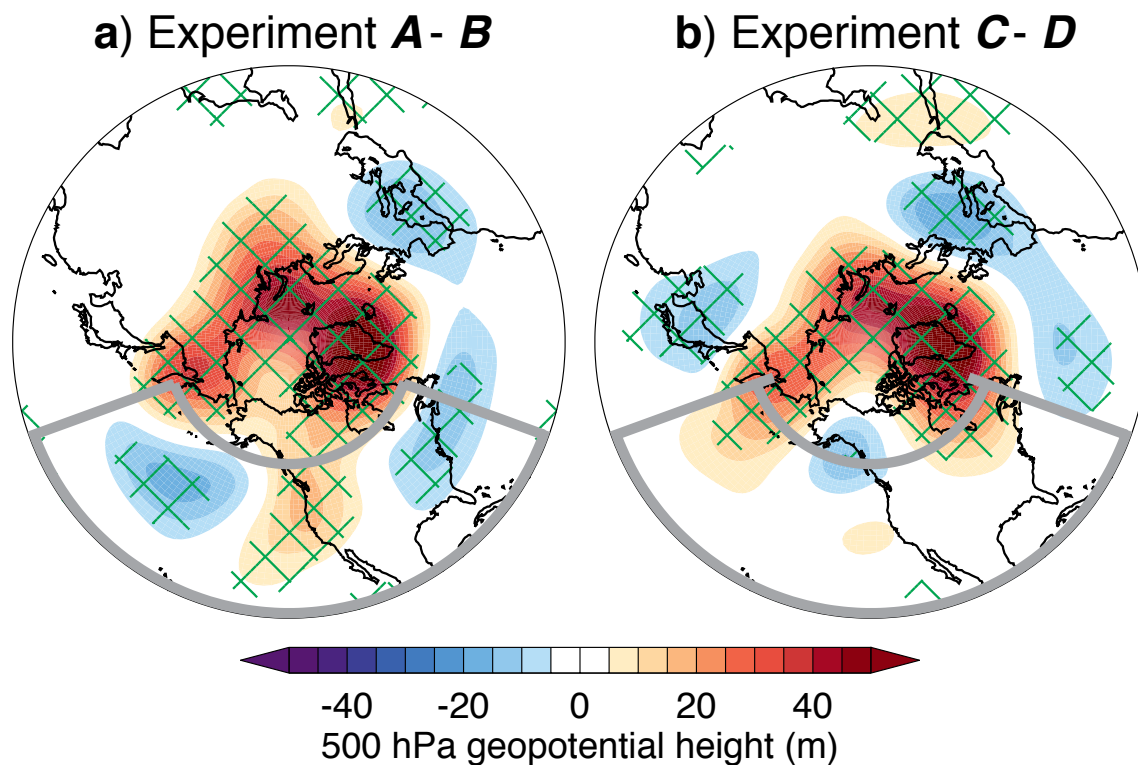 a) Experiment A - B
b) Experiment C - D
-40 -20 0 20 40
500 hPa geopotential height (m)